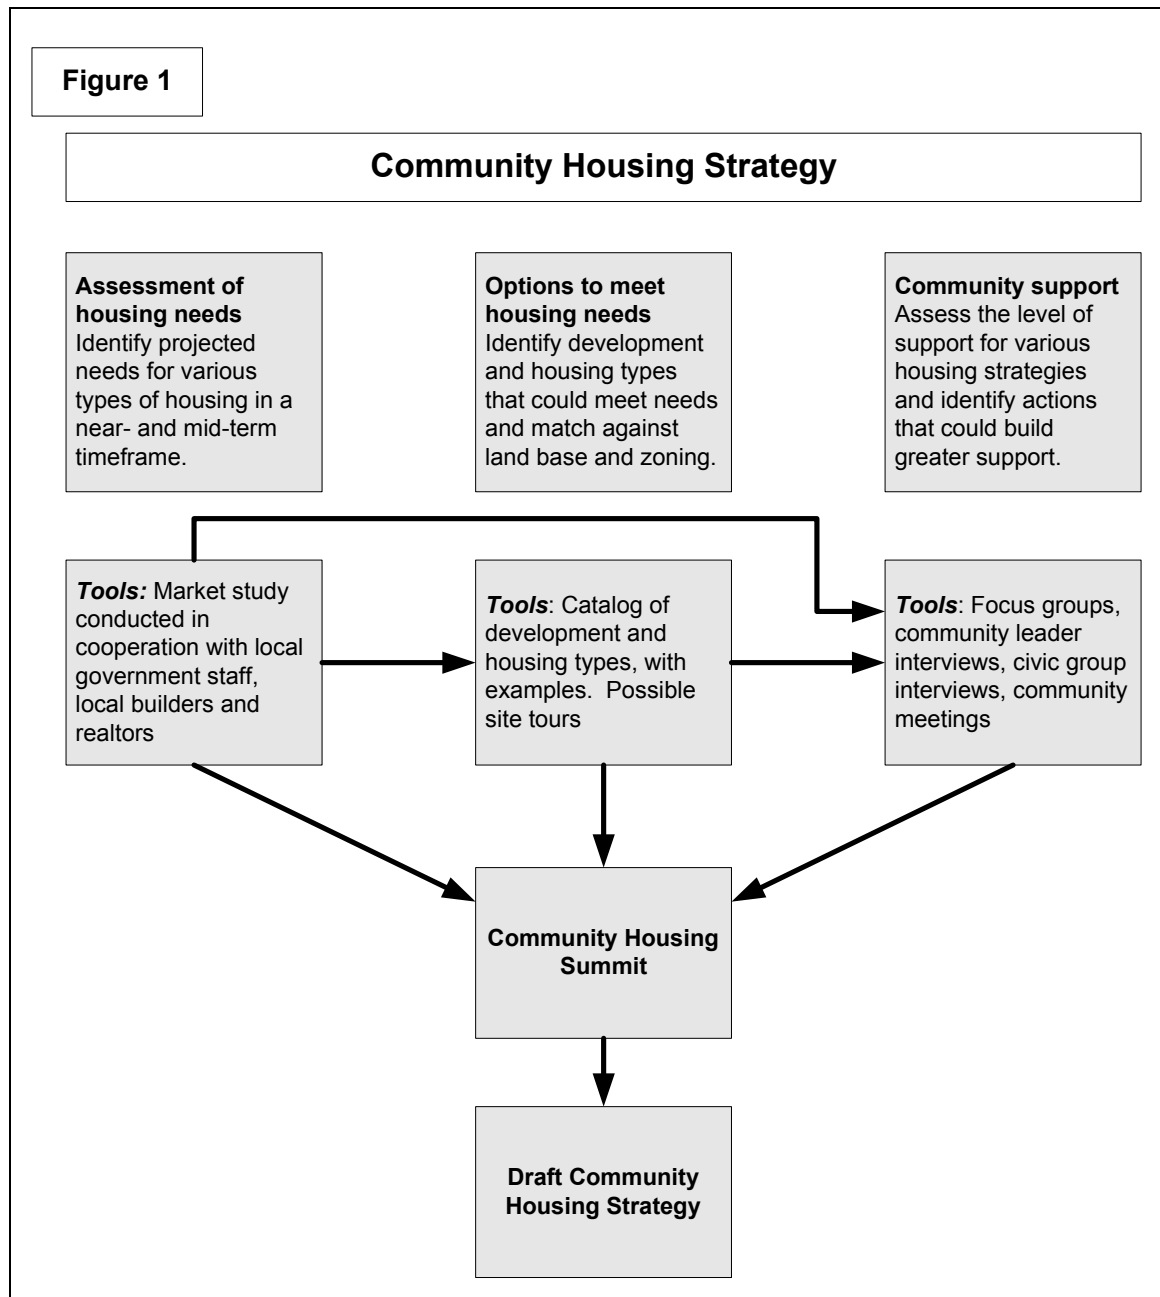 Figure 1
Community Housing Strategy
Assessment of
housing needs
Identify projected
needs for various
types of housing in a
near- and mid-term
timeframe.
Options to meet
housing needs
Identify development
and housing types
that could meet needs
and match against
land base and zoning.
Community support
Assess the level of
support for various
housing strategies
and identify actions
that could build
greater support.
Tools: Market study
conducted in
cooperation with local
government staff,
local builders and
realtors
Tools: Catalog of
development and
housing types, with
examples.  Possible
site tours
Tools: Focus groups,
community leader
interviews, civic group
interviews, community
meetings
Community Housing
Summit
Draft Community
Housing Strategy